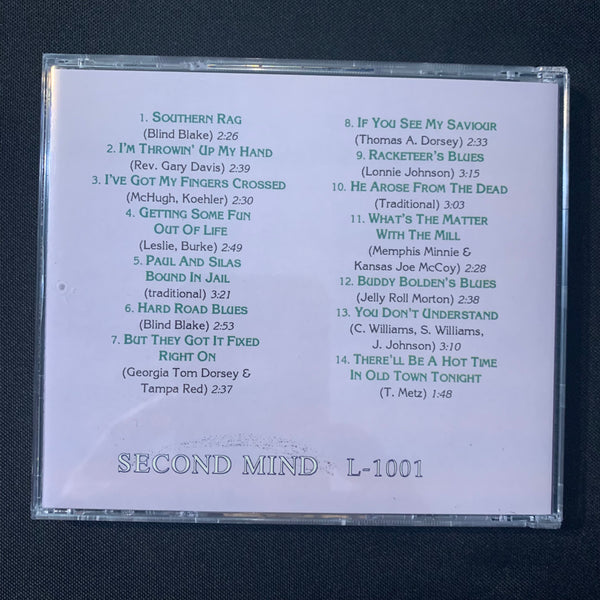 1. SOUTHERN RAG
(Blind Blake) 2:26
2. I'M THROWIN' UP MY HAND
(Rev. Gary Davis) 2:39
3. I'VE GOT MY FINGERS CROSSED
(McHugh, Koehler) 2:30
4. GETTING SOME FUN
OUT OF LIFE
(Leslie, Burke) 2:49
5. PAUL AND SILAS
BOUND IN JAIL
(traditional) 3:21
6. HARD ROAD BLUES
(Blind Blake) 2:53
7. BUT THEY GOT IT FIXED
RIGHT ON
(Georgia Tom Dorsey &
Tampa Red) 2:37
8. IF YOU SEE MY SAVIOUR
(Thomas A. Dorsey) 2:33
9. RACKETEER'S BLUES
(Lonnie Johnson) 3:15
10. HE AROSE FROM THE DEAD
(Traditional) 3:03
11. WHAT'S THE MATTER
WITH THE MILL
(Memphis Minnie &
Kansas Joe McCoy) 2:28
12. BUDDY BOLDEN'S BLUES
(Jelly Roll Morton) 2:38
13. YOU DON'T UNDERSTAND
(C. Williams, S. Williams,
J. Johnson) 3:10
14. THERE'LL BE A HOT TIME
IN OLD TOWN TONIGHT
(T. Metz) 1:48
SECOND MIND L-1001